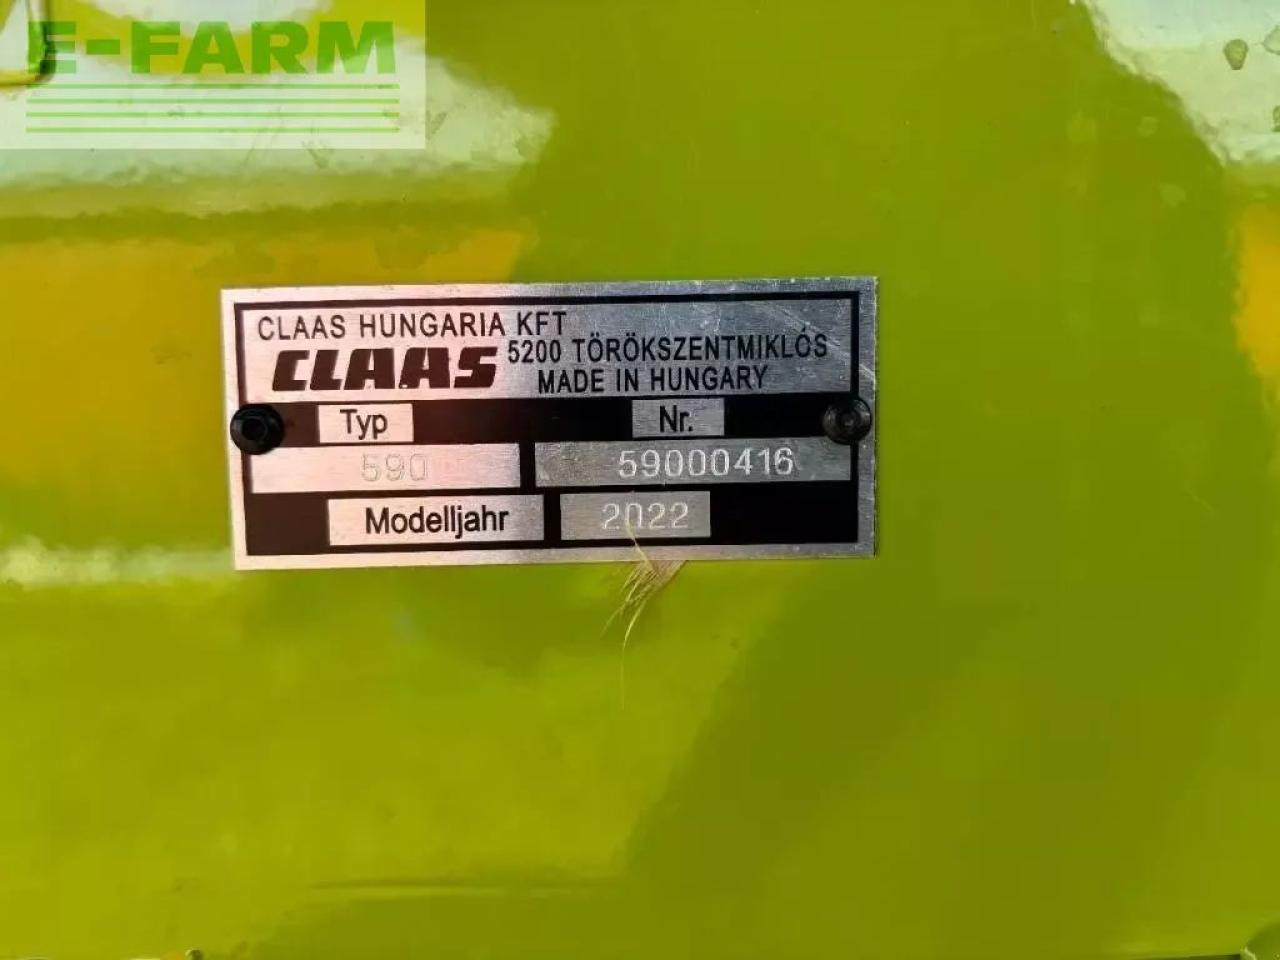 E-FARM
CLAAS HUNGARIA KFT
CLAAS 5200 TÖRÖKSZENTMIKLÓS
MADE IN HUNGARY
Typ Nr.
590 59000416
Modelljahr 2022